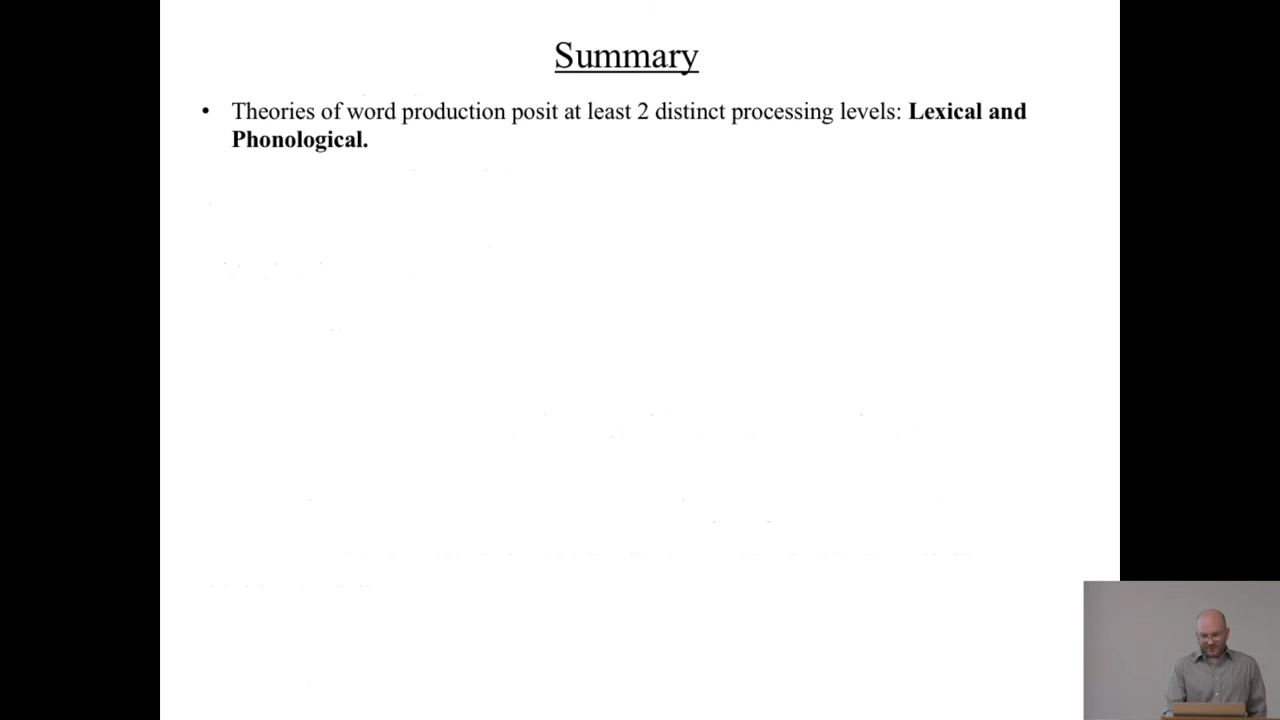 Summary
• Theories of word production posit at least 2 distinct processing levels: Lexical and
Phonological.